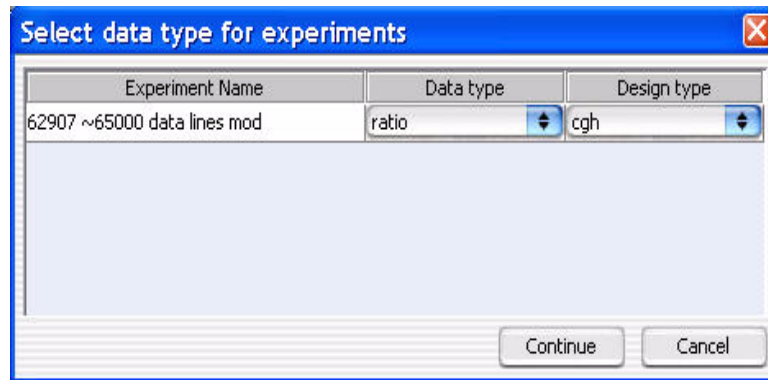 Select data type for experiments
Experiment Name Data type Design type
62907 ~65000 data lines mod ratio cgh
Continue Cancel